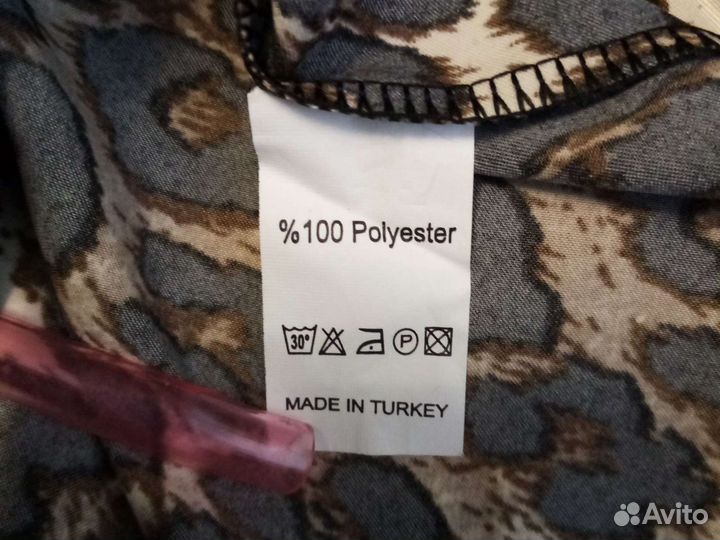 %100 Polyester
30°
P
MADE IN TURKEY
Avito